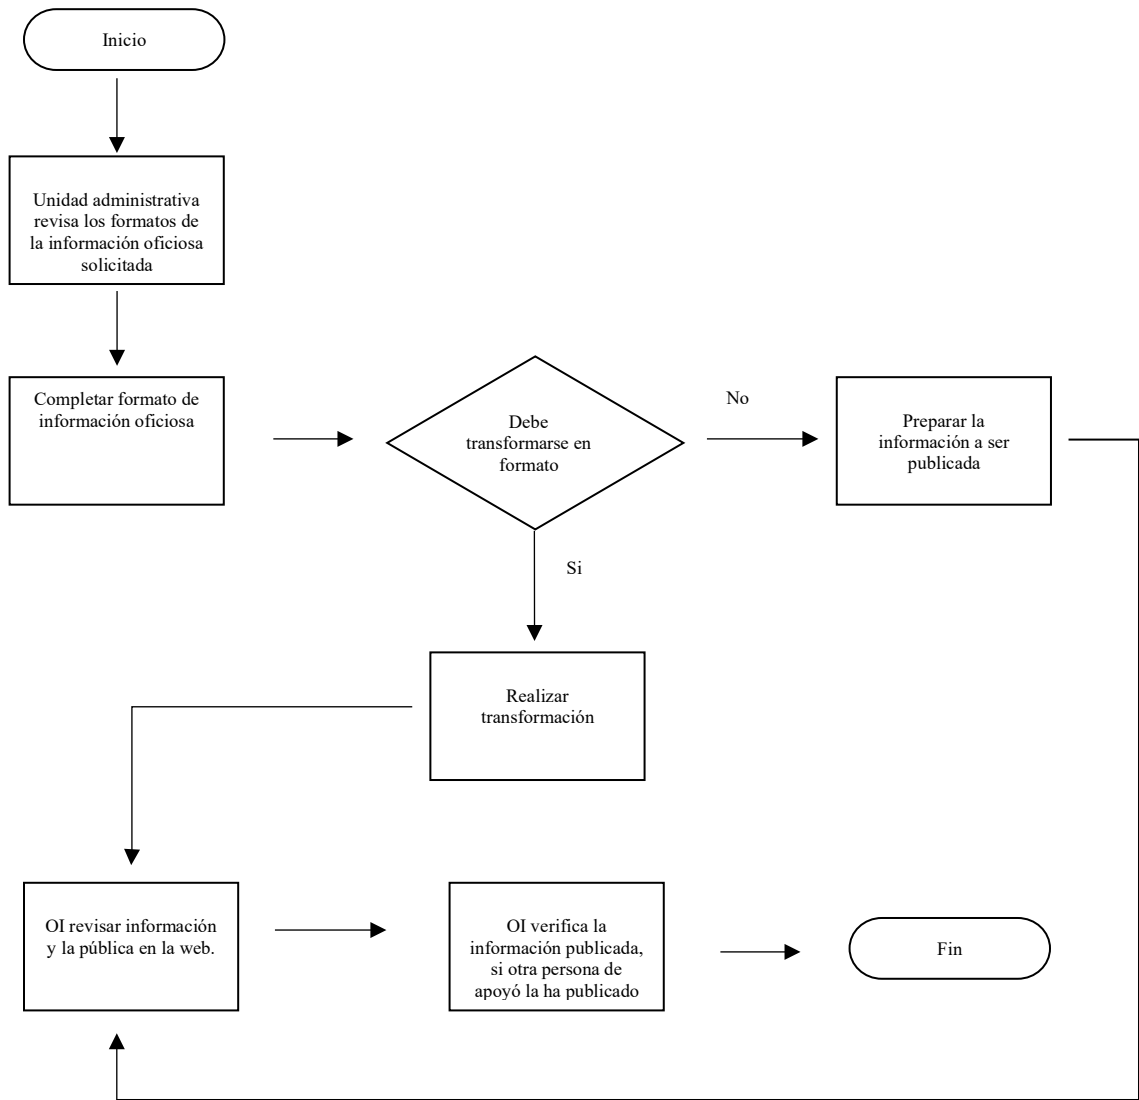 Inicio
Unidad administrativa
revisa los formatos de
la información oficiosa
solicitada
Completar formato de
información oficiosa
Debe
transformarse en
formato
No
Preparar la
información a ser
publicada
Si
Realizar
transformación
OI revisar información
y la pública en la web.
OI verifica la
información publicada,
si otra persona de
apoyó la ha publicado
Fin